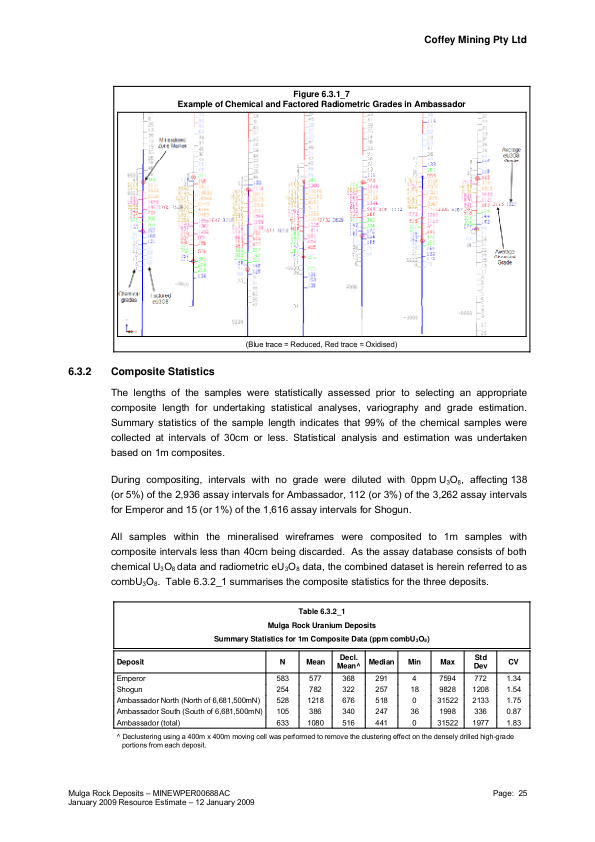 Coffey Mining Pty Ltd
Figure 6.3.1_7
Example of Chemical and Factored Radiometric Grades in Ambassador
Mineralised
Zone Marker
Average
eU3O8
Grade
Average
Chemical
Grade
Chemical
grades
Factured
eu3O8
(Blue trace = Reduced, Red trace = Oxidised)
6.3.2 Composite Statistics
The lengths of the samples were statistically assessed prior to selecting an appropriate
composite length for undertaking statistical analyses, variography and grade estimation.
Summary statistics of the sample length indicates that 99% of the chemical samples were
collected at intervals of 30cm or less. Statistical analysis and estimation was undertaken
based on 1m composites.
During compositing, intervals with no grade were diluted with 0ppm U₃O₈, affecting 138
(or 5%) of the 2,936 assay intervals for Ambassador, 112 (or 3%) of the 3,262 assay intervals
for Emperor and 15 (or 1%) of the 1,616 assay intervals for Shogun.
All samples within the mineralised wireframes were composited to 1m samples with
composite intervals less than 40cm being discarded. As the assay database consists of both
chemical U₃O₈ data and radiometric eU₃O₈ data, the combined dataset is herein referred to as
combU₃O₈. Table 6.3.2_1 summarises the composite statistics for the three deposits.
Table 6.3.2_1
Mulga Rock Uranium Deposits
Summary Statistics for 1m Composite Data (ppm combU₃O₈)
Deposit N Mean Decl. Mean^ Median Min Max Std Dev CV
Emperor 583 577 368 291 4 7594 772 1.34
Shogun 254 782 322 257 18 9828 1208 1.54
Ambassador North (North of 6,681,500mN) 528 1218 676 518 0 31522 2133 1.75
Ambassador South (South of 6,681,500mN) 105 386 340 247 36 1998 336 0.87
Ambassador (total) 633 1080 516 441 0 31522 1977 1.83
^ Declustering using a 400m x 400m moving cell was performed to remove the clustering effect on the densely drilled high-grade
portions from each deposit.
Mulga Rock Deposits – MINEWPER00688AC Page: 25
January 2009 Resource Estimate – 12 January 2009